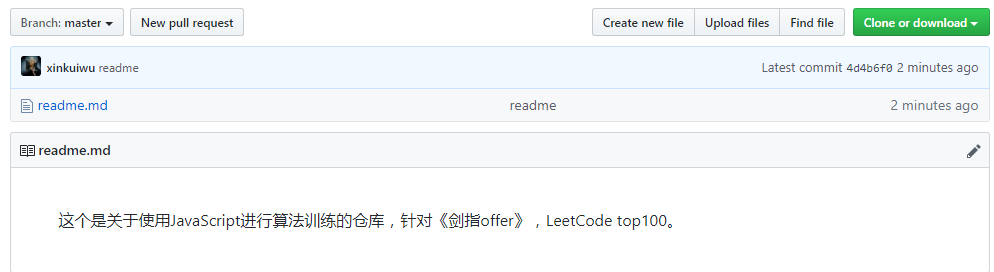 Branch: master New pull request Create new file Upload files Find file Clone or download
xinkuiwu readme Latest commit 4d4b6f0 2 minutes ago
readme.md readme 2 minutes ago
readme.md
这个是关于使用JavaScript进行算法训练的仓库，针对《剑指offer》，LeetCode top100。